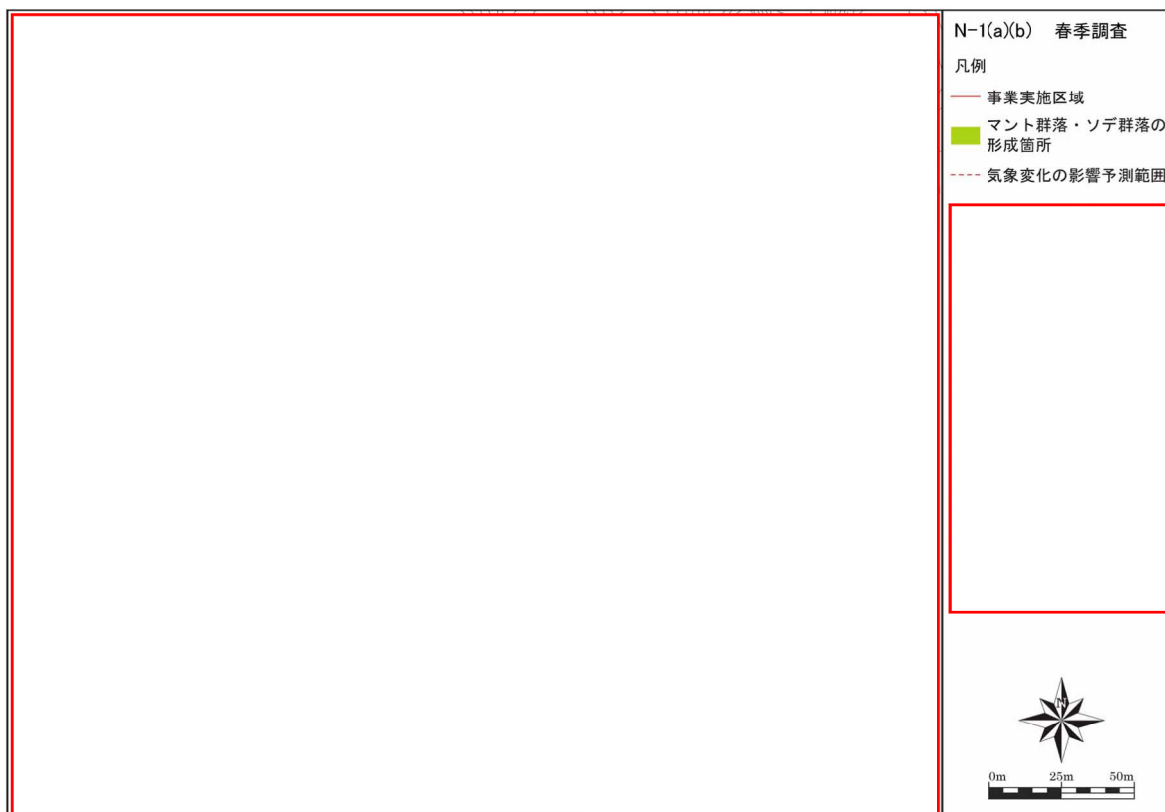 N-1(a)(b) 春季調査
凡例
事業実施区域
マント群落・ソデ群落の
形成箇所
気象変化の影響予測範囲
N
0m 25m 50m